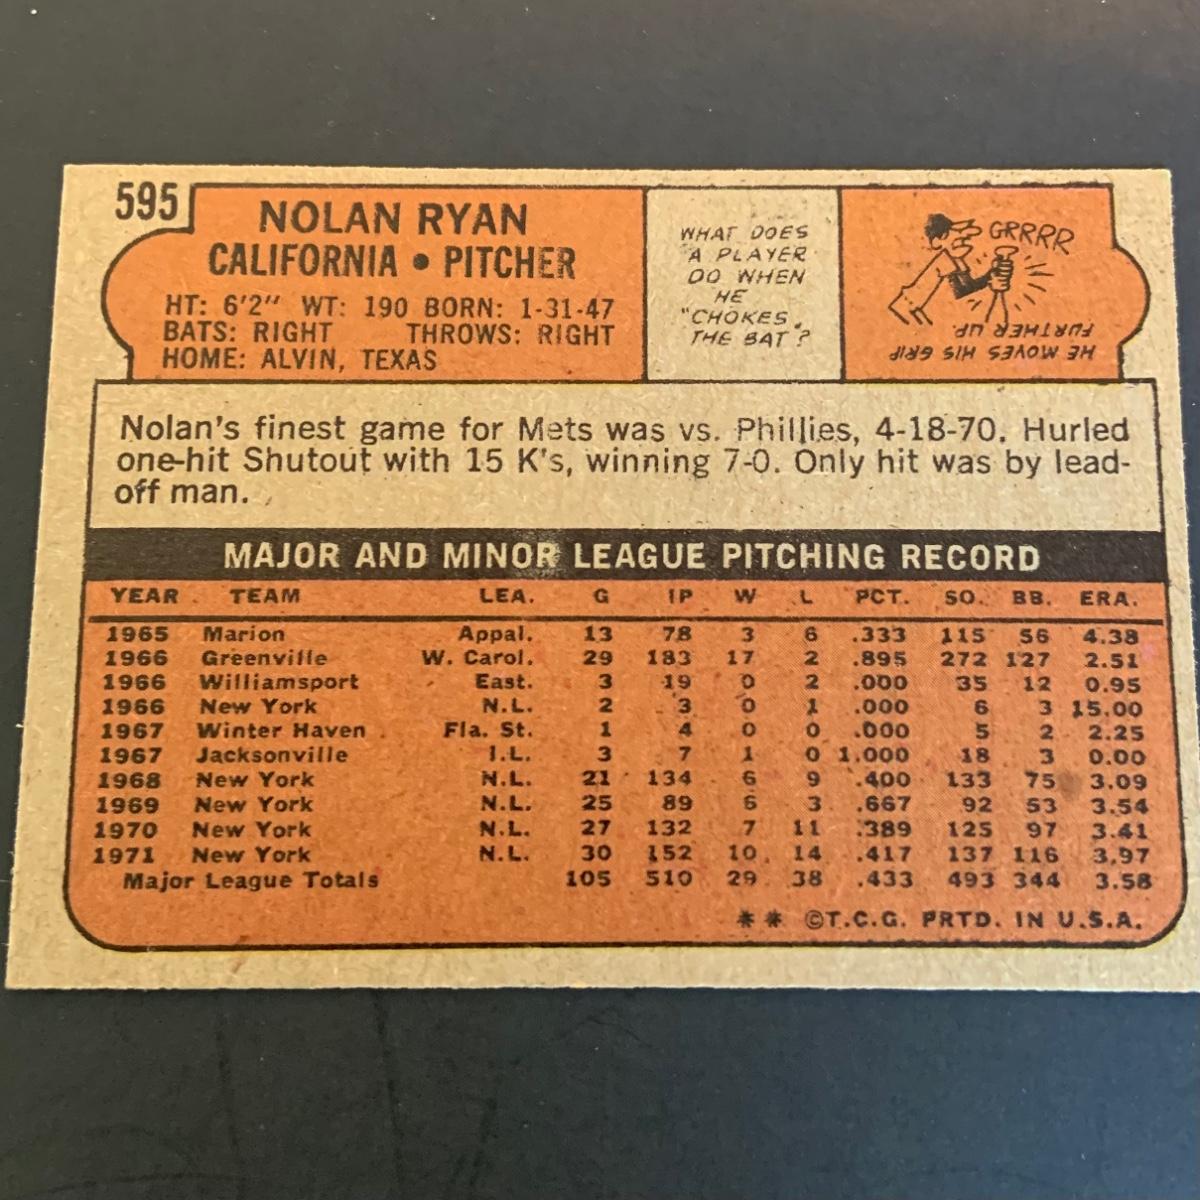 595
NOLAN RYAN
CALIFORNIA • PITCHER
HT: 6'2" WT: 190 BORN: 1-31-47
BATS: RIGHT THROWS: RIGHT
HOME: ALVIN, TEXAS
WHAT DOES
A PLAYER
DO WHEN
HE
"CHOKES"
THE BAT?
GRRRR
HE MOVES HIS GRIP
FURTHER UP.
Nolan's finest game for Mets was vs. Phillies, 4-18-70. Hurled
one-hit Shutout with 15 K's, winning 7-0. Only hit was by lead-
off man.
MAJOR AND MINOR LEAGUE PITCHING RECORD
YEAR TEAM LEA. G IP W L PCT. SO. BB. ERA.
1965 Marion Appal. 13 78 3 6 .333 115 56 4.38
1966 Greenville W. Carol. 29 183 17 2 .895 272 127 2.51
1966 Williamsport East. 3 19 0 2 .000 35 12 0.95
1966 New York N.L. 2 3 0 1 .000 6 3 15.00
1967 Winter Haven Fla. St. 1 4 0 0 .000 5 2 2.25
1967 Jacksonville I.L. 3 7 1 0 1.000 18 3 0.00
1968 New York N.L. 21 134 6 9 .400 133 75 3.09
1969 New York N.L. 25 89 6 3 .667 92 53 3.54
1970 New York N.L. 27 132 7 11 .389 125 97 3.41
1971 New York N.L. 30 152 10 14 .417 137 116 3.97
Major League Totals 105 510 29 38 .433 493 344 3.58
* * ©T.C.G. PRTD. IN U.S.A.